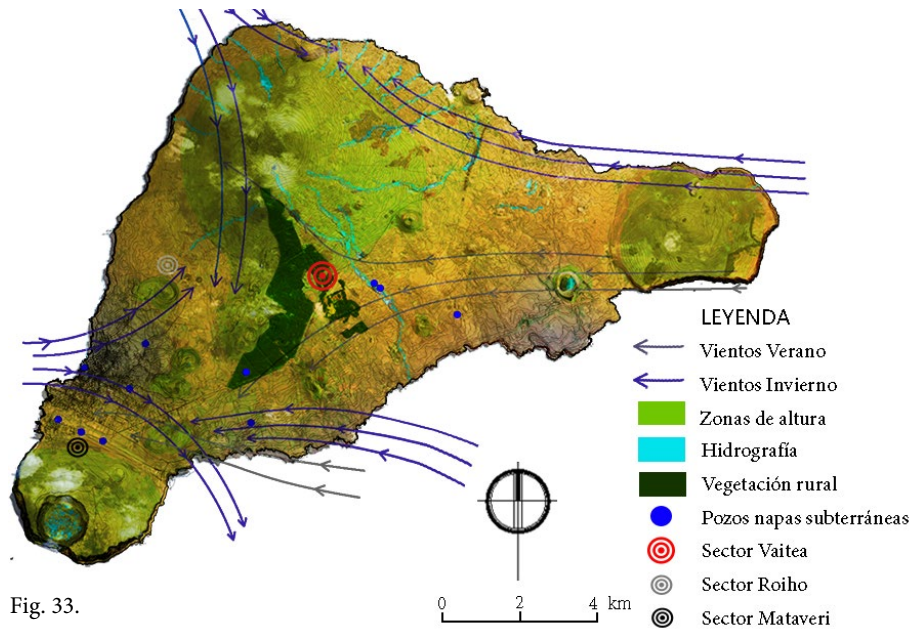 LEYENDA
Vientos Verano
Vientos Invierno
Zonas de altura
Hidrografía
Vegetación rural
Pozos napas subterráneas
Sector Vaitea
Sector Roiho
Sector Mataveri
Fig. 33.
0 2 4 km